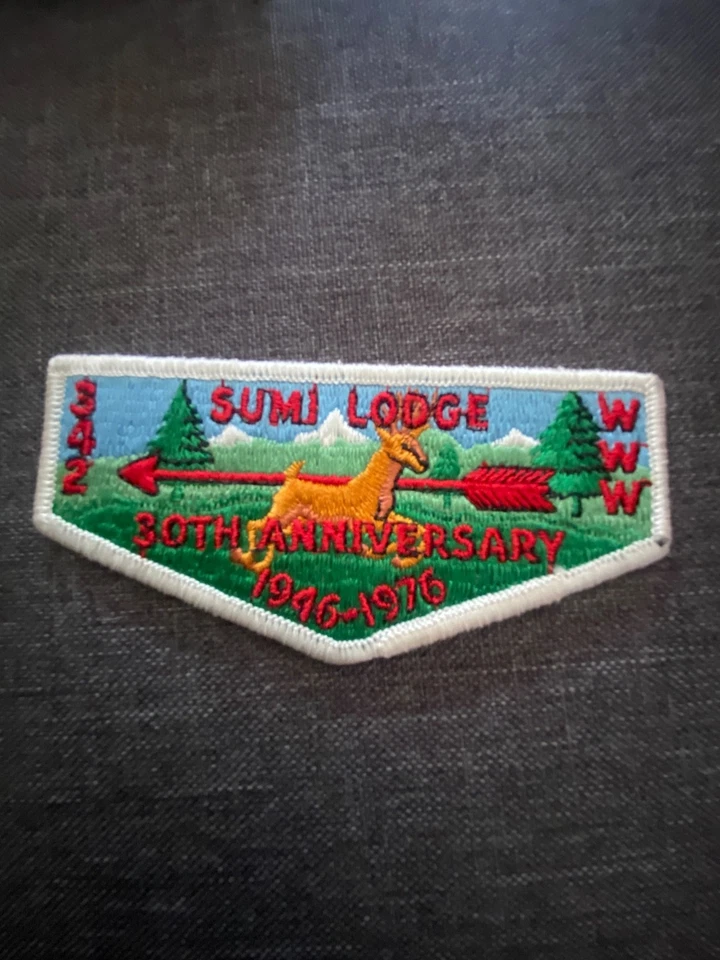 SUMI LODGE
342
WWW
30TH ANNIVERSARY
1946-1976